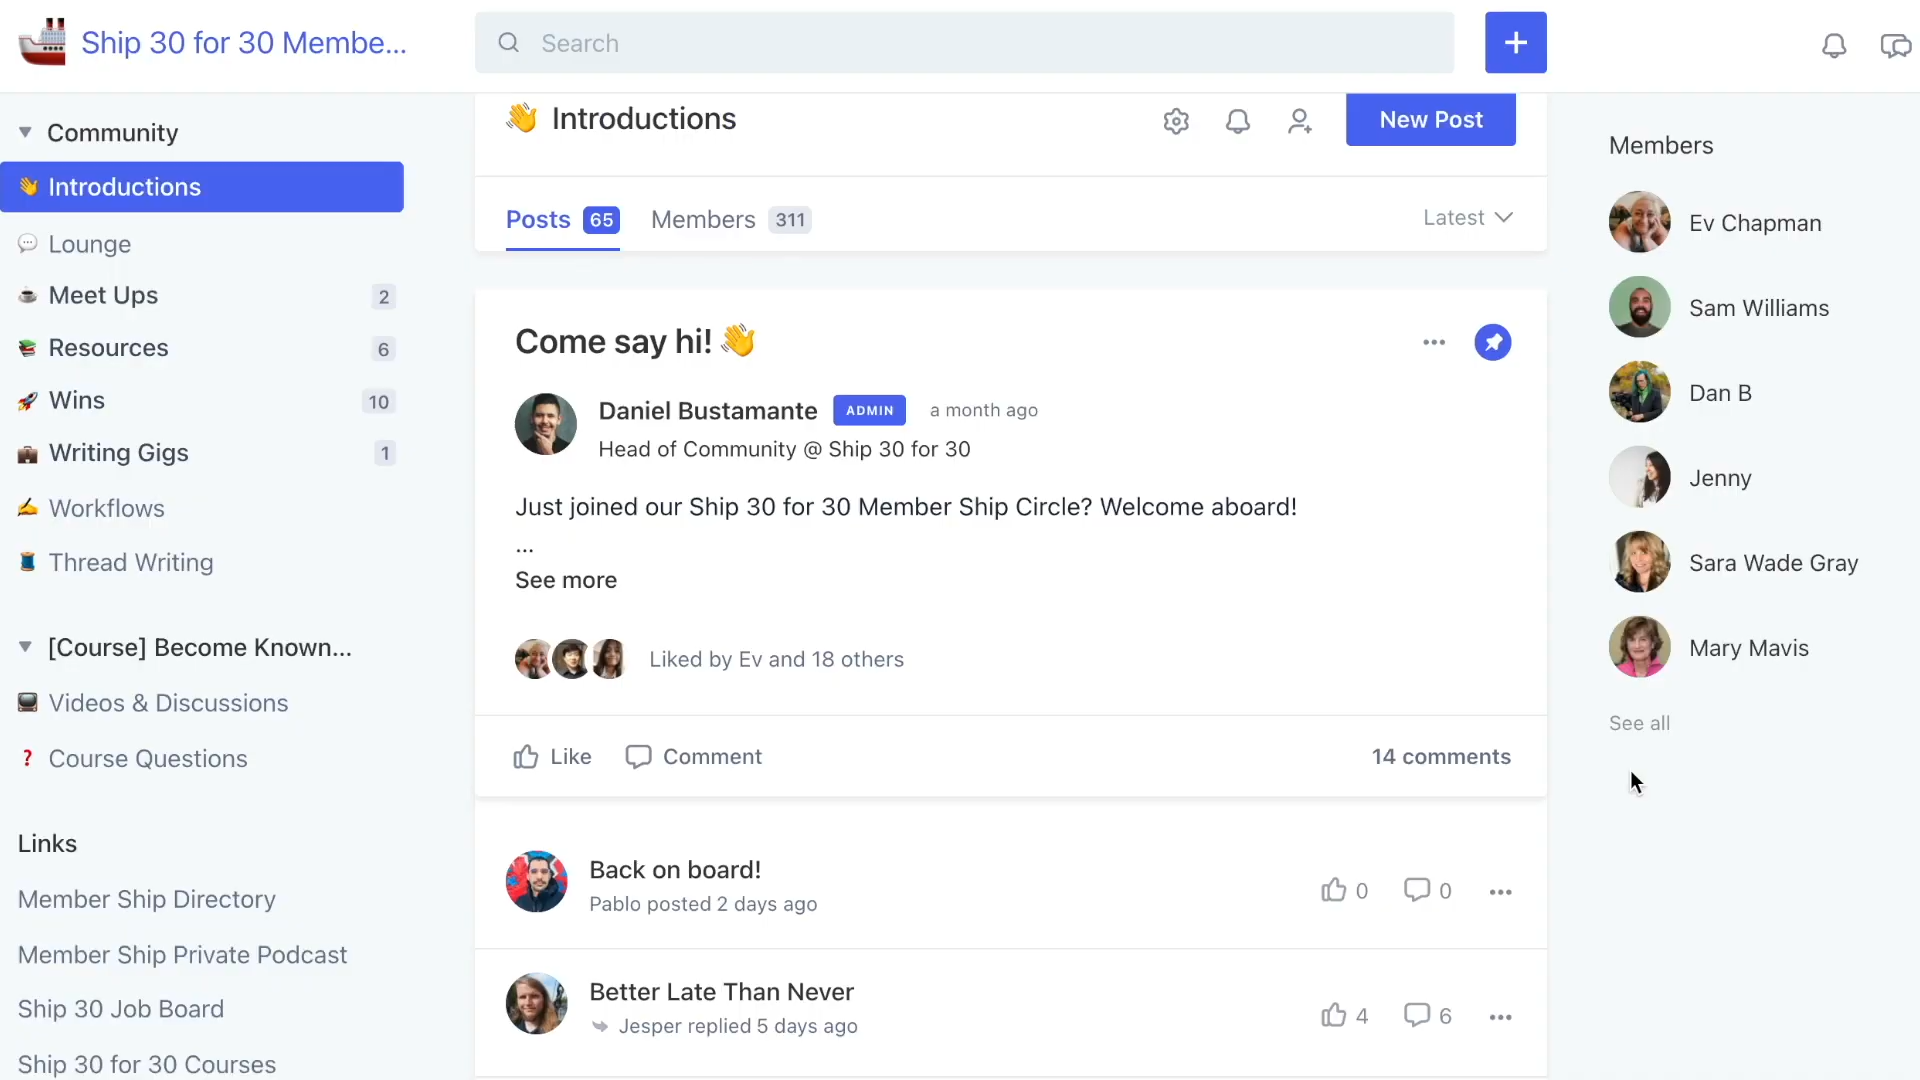 Ship 30 for 30 Membe...
Search
Community
Introductions
Lounge
Meet Ups 2
Resources 6
Wins 10
Writing Gigs 1
Workflows
Thread Writing
[Course] Become Known...
Videos & Discussions
Course Questions
Links
Member Ship Directory
Member Ship Private Podcast
Ship 30 Job Board
Ship 30 for 30 Courses
Introductions
New Post
Posts 65 Members 311
Latest
Come say hi!
Daniel Bustamante ADMIN a month ago
Head of Community @ Ship 30 for 30
Just joined our Ship 30 for 30 Member Ship Circle? Welcome aboard!
...
See more
Liked by Ev and 18 others
Like Comment 14 comments
Back on board!
Pablo posted 2 days ago
0 0
Better Late Than Never
Jesper replied 5 days ago
4 6
Members
Ev Chapman
Sam Williams
Dan B
Jenny
Sara Wade Gray
Mary Mavis
See all